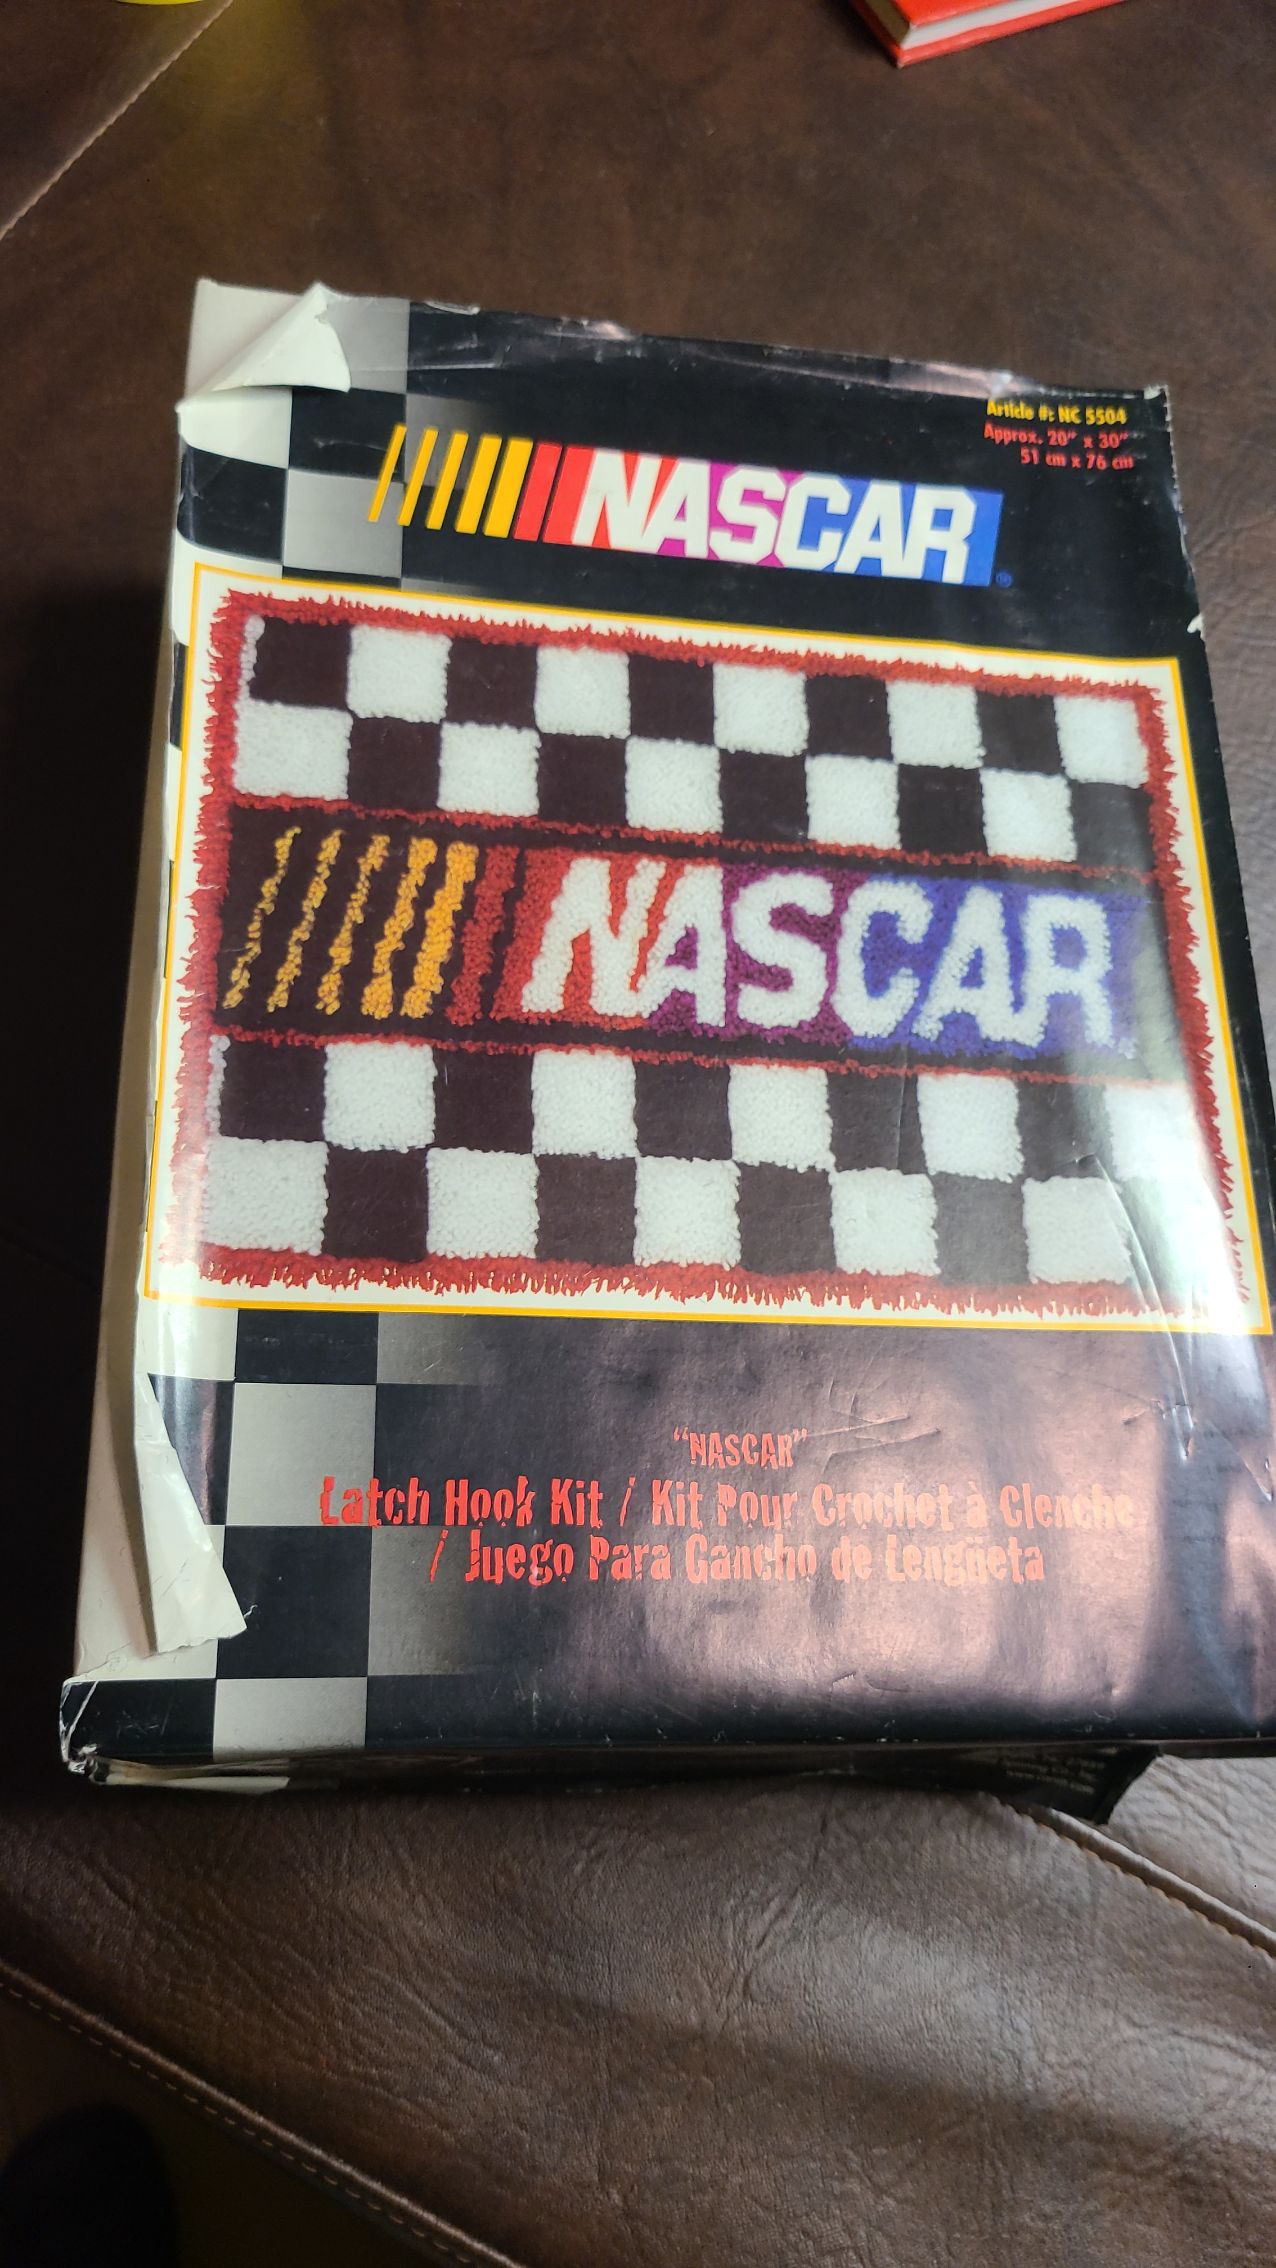 Article #: NC 5504
Approx. 20" x 30"
51 cm x 76 cm
NASCAR®
NASCAR
"NASCAR"
Latch Hook Kit / Kit Pour Crochet à Clenche
/ Juego Para Gancho de Lengüeta